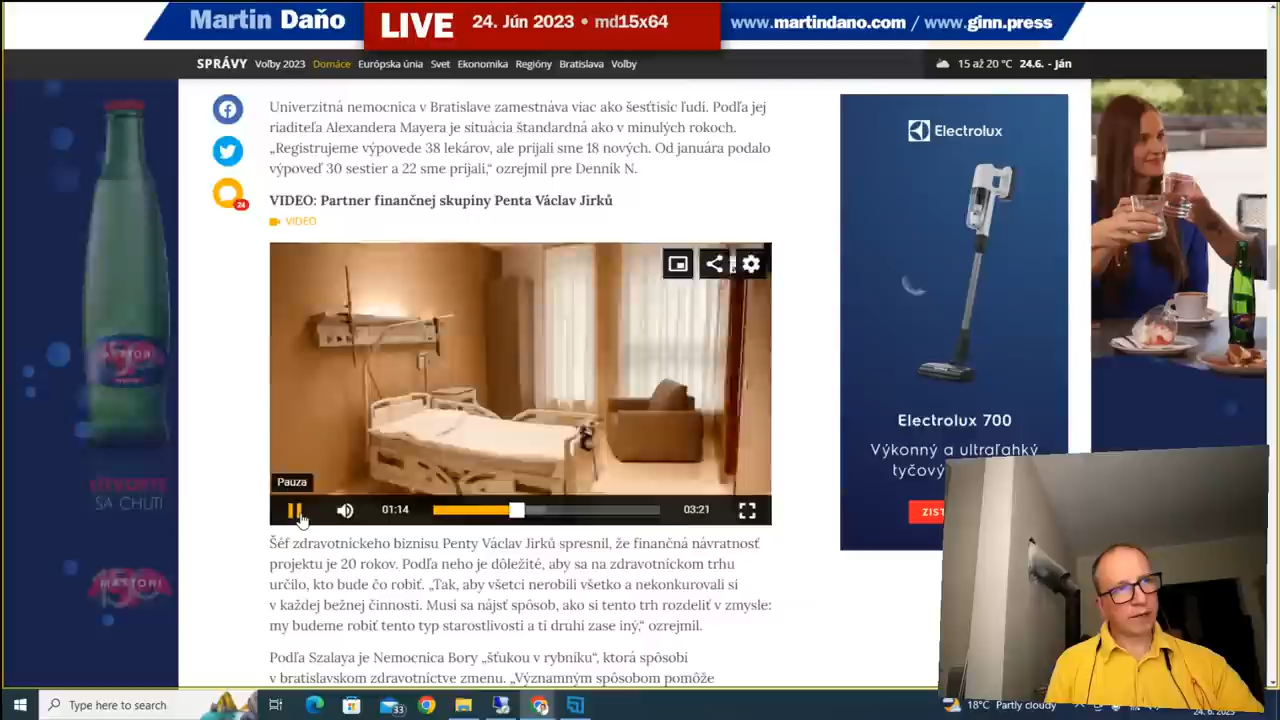 Martin Daňo
LIVE
24. Jún 2023 • md15x64
www.martindano.com / www.ginn.press
SPRÁVY Voľby 2023 Domáce Európska únia Svet Ekonomika Regióny Bratislava Voľby
15 až 20 °C 24.6. - Ján
Univerzitná nemocnica v Bratislave zamestnáva viac ako šesťtisíc ľudí. Podľa jej
riaditeľa Alexandera Mayera je situácia štandardná ako v minulých rokoch.
„Registrujeme výpovede 38 lekárov, ale prijali sme 18 nových. Od januára podalo
výpoveď 30 sestier a 22 sme prijali,“ ozrejmil pre Denník N.
24
VIDEO: Partner finančnej skupiny Penta Václav Jirků
VIDEO
Pauza
01:14
03:21
Šéf zdravotníckeho biznisu Penty Václav Jirků spresnil, že finančná návratnosť
projektu je 20 rokov. Podľa neho je dôležité, aby sa na zdravotníckom trhu
určilo, kto bude čo robiť. „Tak, aby všetci nerobili všetko a nekonkurovali si
v každej bežnej činnosti. Musí sa nájsť spôsob, ako si tento trh rozdeliť v zmysle:
my budeme robiť tento typ starostlivosti a tí druhí zase iný,“ ozrejmil.
Podľa Szalaya je Nemocnica Bory „šťukou v rybníku“, ktorá spôsobí
v bratislavskom zdravotníctve zmenu. „Významným spôsobom pomôže
Electrolux
Electrolux 700
Výkonný a ultraľahký
tyčový
ZIST
SA CHUTI
MATTONI
150
Type here to search
33
18°C Partly cloudy